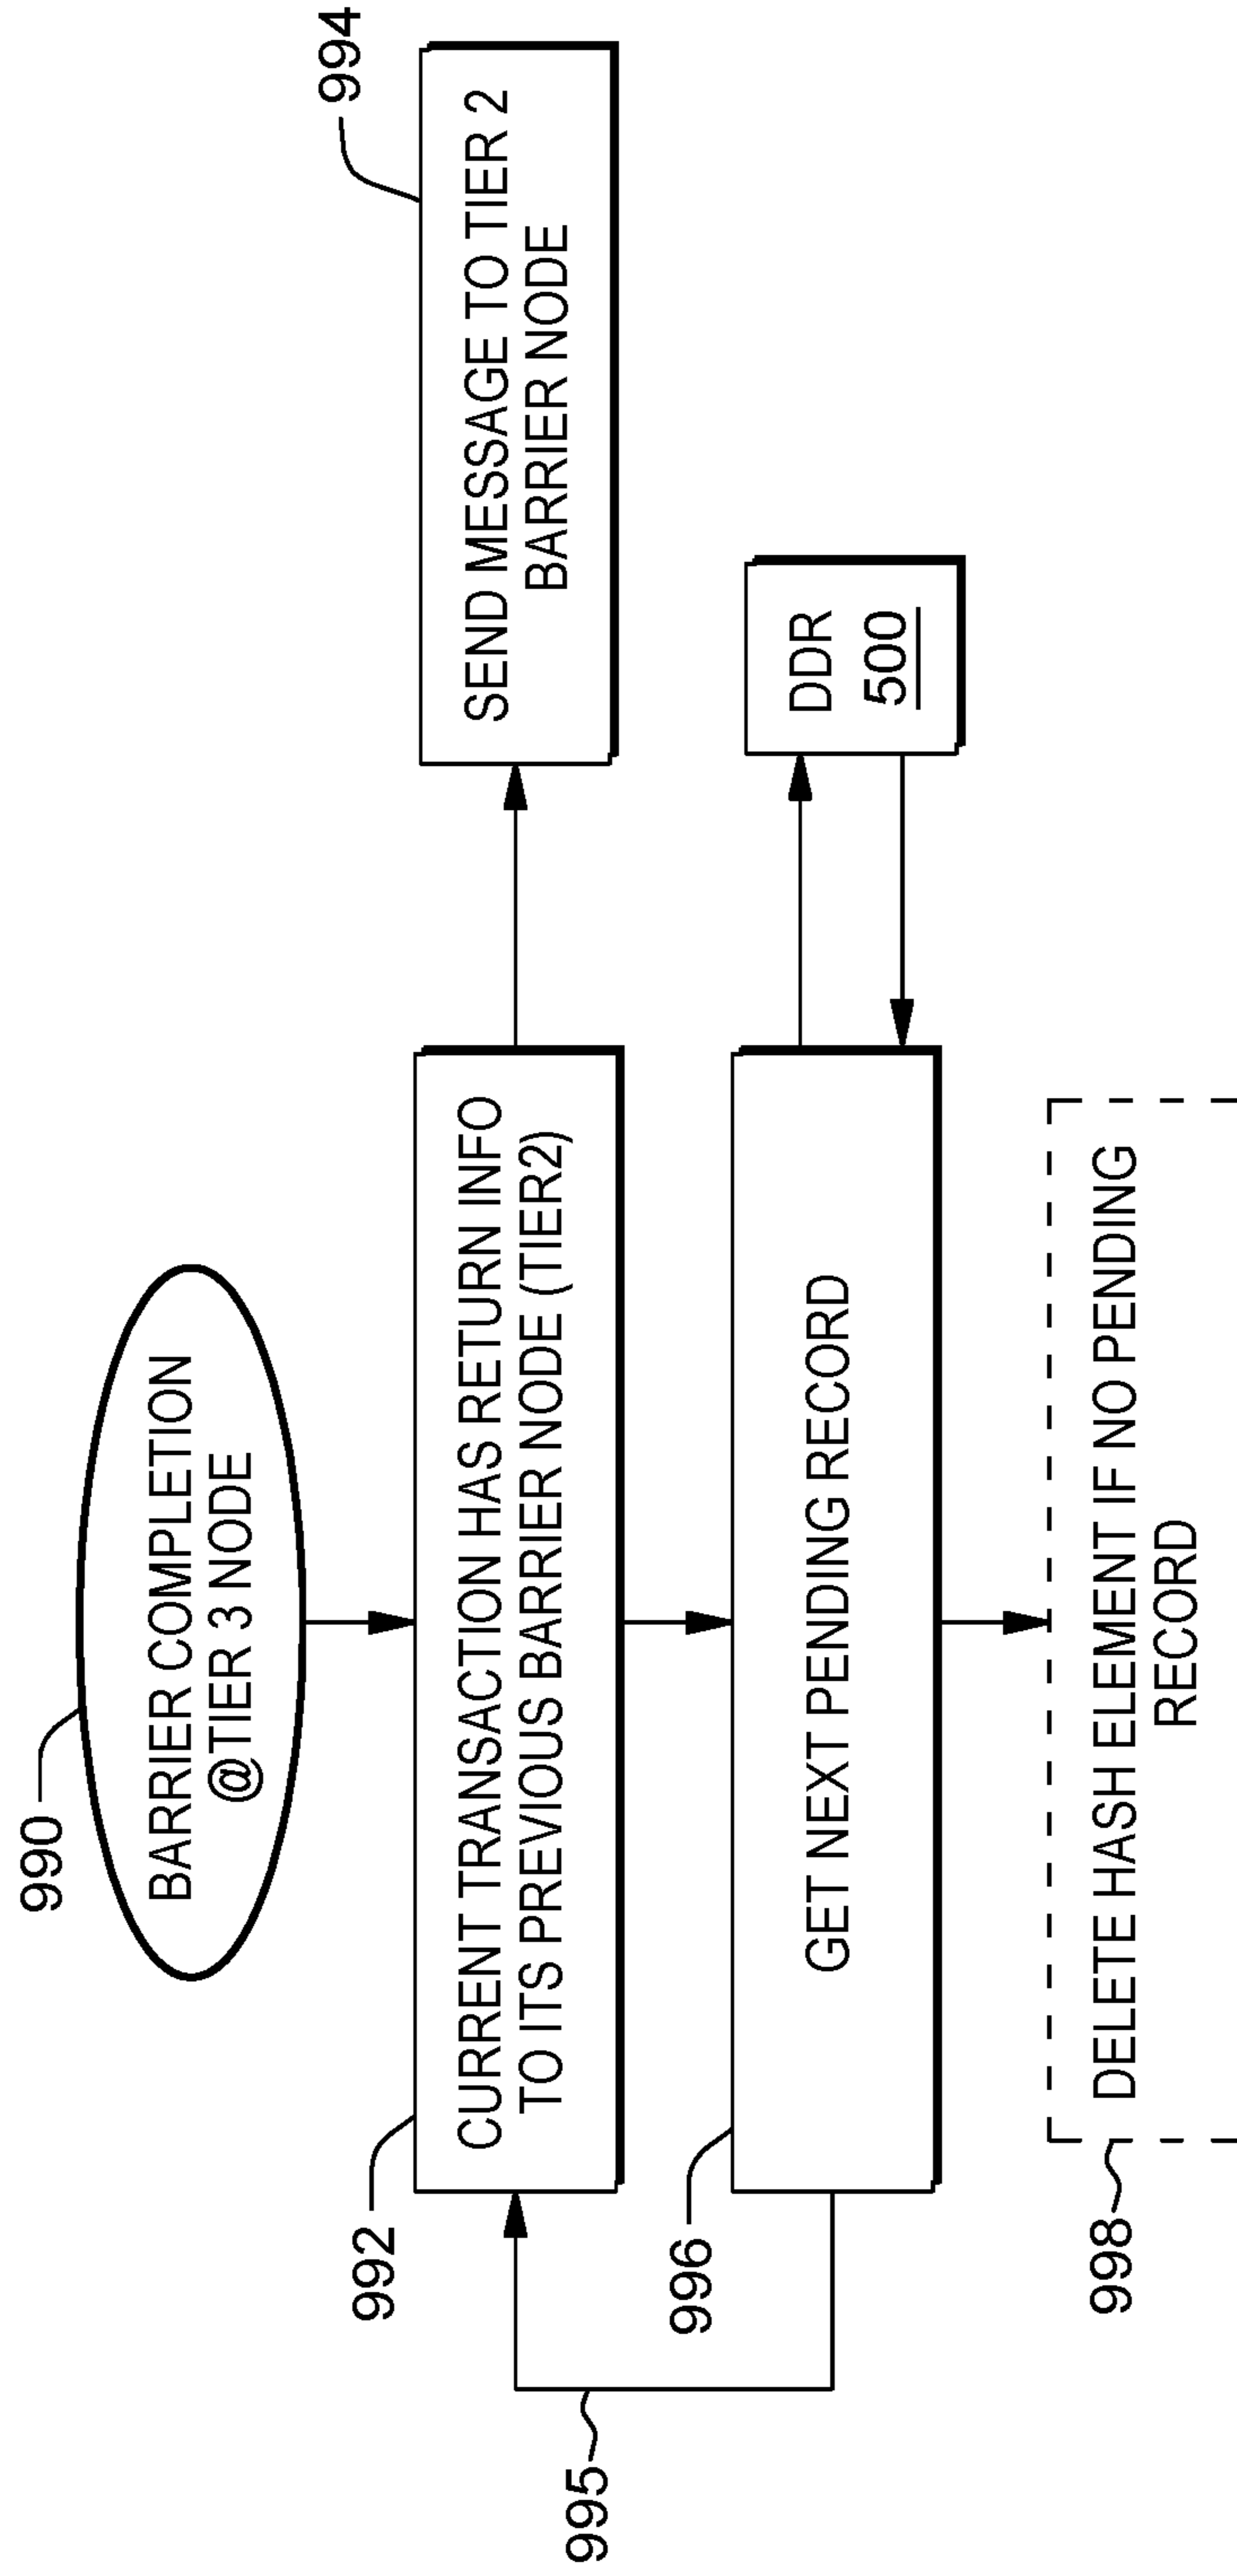 990
BARRIER COMPLETION
@TIER 3 NODE
992
CURRENT TRANSACTION HAS RETURN INFO
TO ITS PREVIOUS BARRIER NODE (TIER2)
994
SEND MESSAGE TO TIER 2
BARRIER NODE
995
996
GET NEXT PENDING RECORD
DDR
500
998
DELETE HASH ELEMENT IF NO PENDING
RECORD